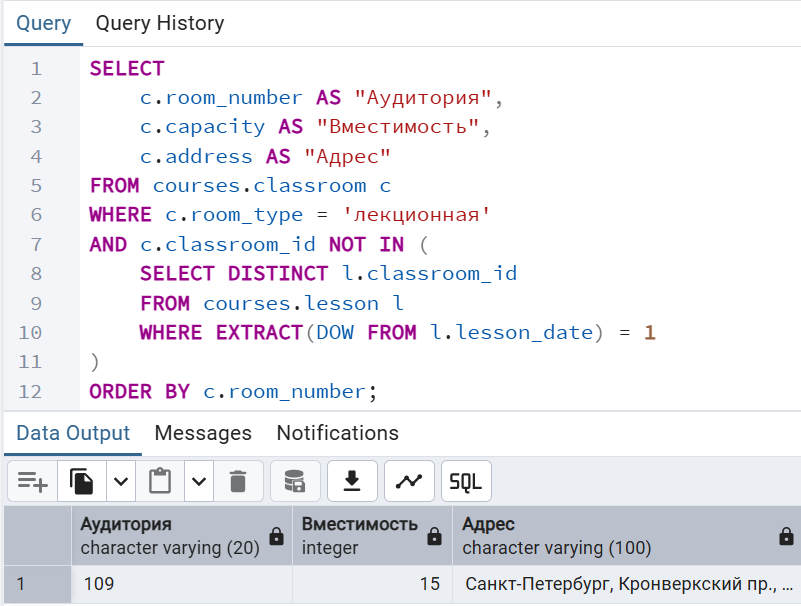 Query Query History
1 SELECT
2 c.room_number AS "Аудитория",
3 c.capacity AS "Вместимость",
4 c.address AS "Адрес"
5 FROM courses.classroom c
6 WHERE c.room_type = 'лекционная'
7 AND c.classroom_id NOT IN (
8 SELECT DISTINCT l.classroom_id
9 FROM courses.lesson l
10 WHERE EXTRACT(DOW FROM l.lesson_date) = 1
11 )
12 ORDER BY c.room_number;
Data Output Messages Notifications
SQL
Аудитория Вместимость Адрес
character varying (20) integer character varying (100)
1 109 15 Санкт-Петербург, Кронверкский пр., ...